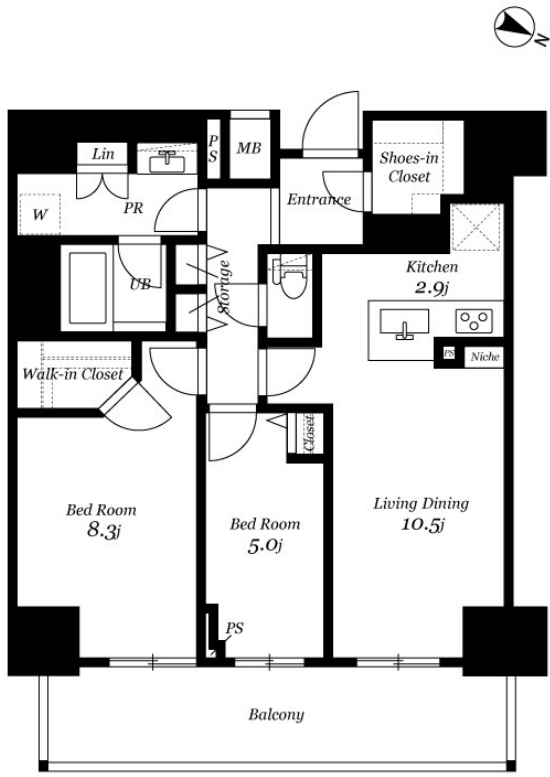 N
P
S
MB
Lin
Shoes-in
Closet
W
PR
Entrance
UB
Storage
Kitchen
2.9j
PS
Niche
Walk-in Closet
Closet
Bed Room
8.3j
Bed Room
5.0j
Living Dining
10.5j
PS
Balcony